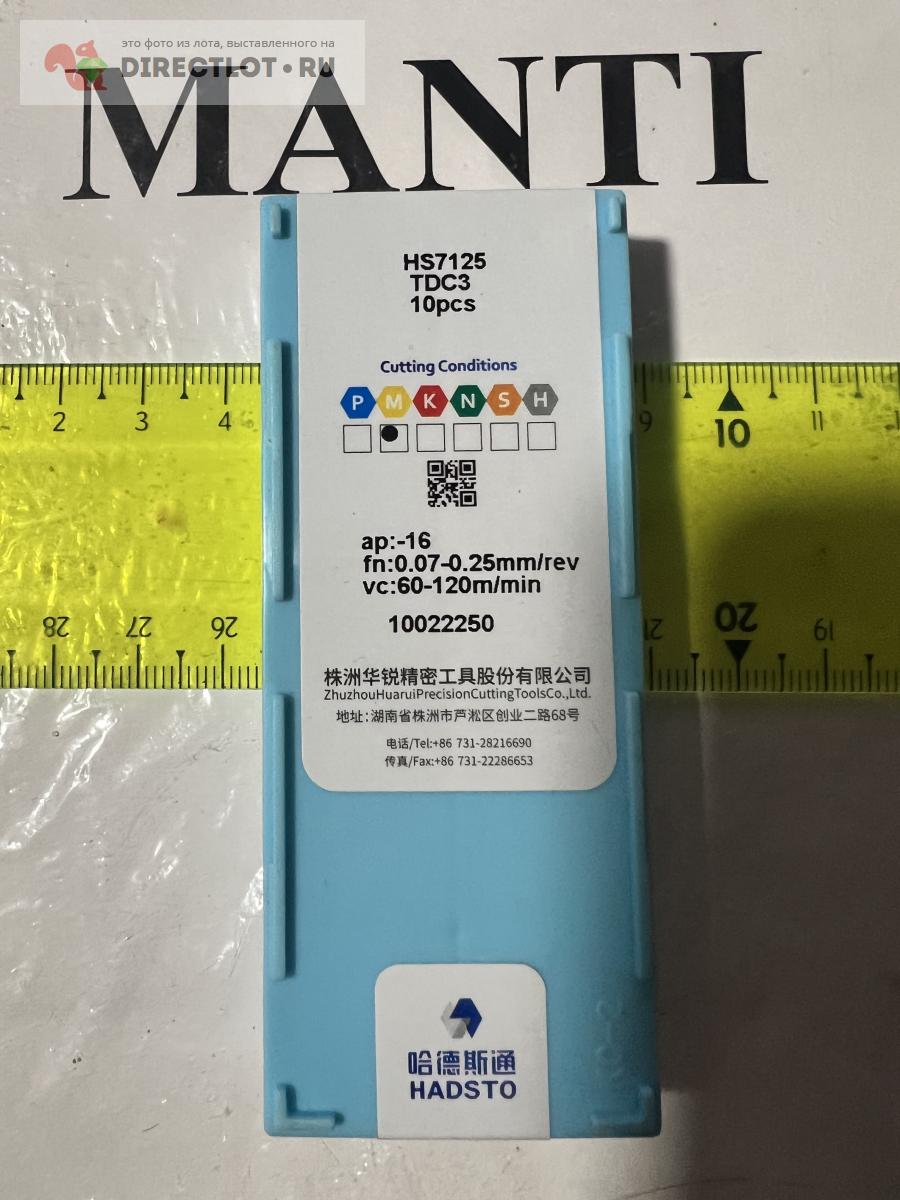 это фото из лота, выставленного на
DIRECTLOT•RU
MANTI
HS7125
TDC3
10pcs
Cutting Conditions
P M K N S H
2 3 4 9 10 11
ap:-16
fn:0.07-0.25mm/rev
vc:60-120m/min
10022250
28 27 26 21 20 19
株洲华锐精密工具股份有限公司
ZhuzhouHuaruiPrecisionCuttingToolsCo.,Ltd.
地址:湖南省株洲市芦淞区创业二路68号
电话/Tel:+86 731-28216690
传真/Fax:+86 731-22286653
哈德斯通
HADSTO